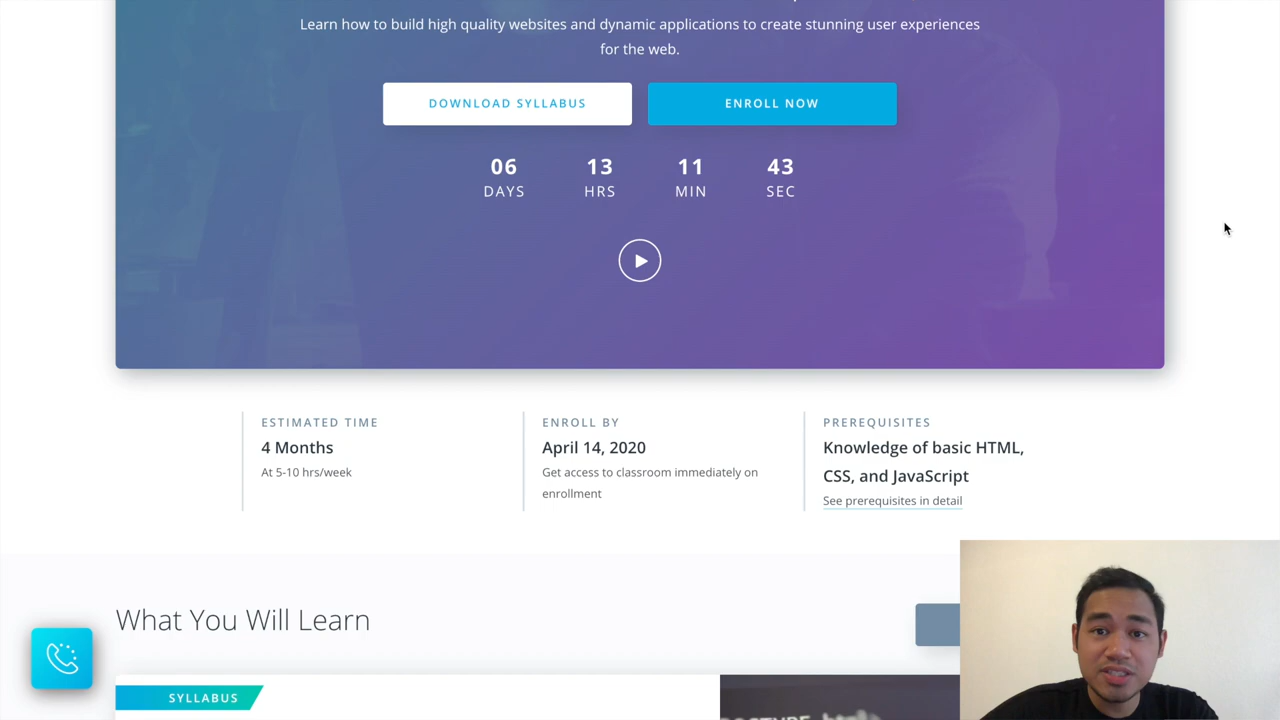 Learn how to build high quality websites and dynamic applications to create stunning user experiences
for the web.
DOWNLOAD SYLLABUS
ENROLL NOW
06 13 11 43
DAYS HRS MIN SEC
ESTIMATED TIME
4 Months
At 5-10 hrs/week
ENROLL BY
April 14, 2020
Get access to classroom immediately on
enrollment
PREREQUISITES
Knowledge of basic HTML,
CSS, and JavaScript
See prerequisites in detail
What You Will Learn
SYLLABUS